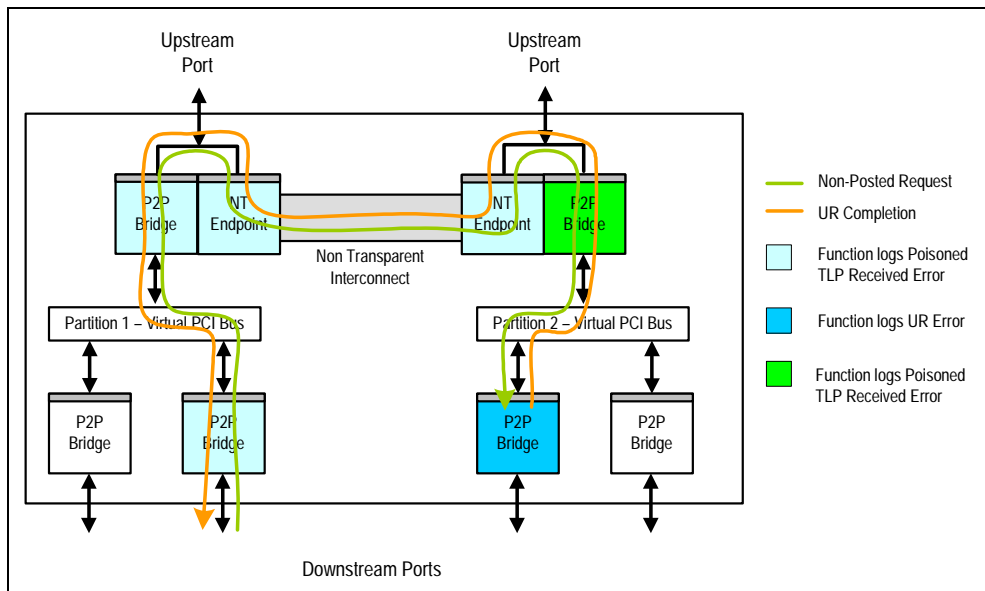 Upstream
Port
Upstream
Port
P2P
Bridge
NT
Endpoint
NT
Endpoint
P2P
Bridge
Non Transparent
Interconnect
Partition 1 – Virtual PCI Bus
Partition 2 – Virtual PCI Bus
P2P
Bridge
P2P
Bridge
P2P
Bridge
P2P
Bridge
Downstream Ports
Non-Posted Request
UR Completion
Function logs Poisoned
TLP Received Error
Function logs UR Error
Function logs Poisoned
TLP Received Error